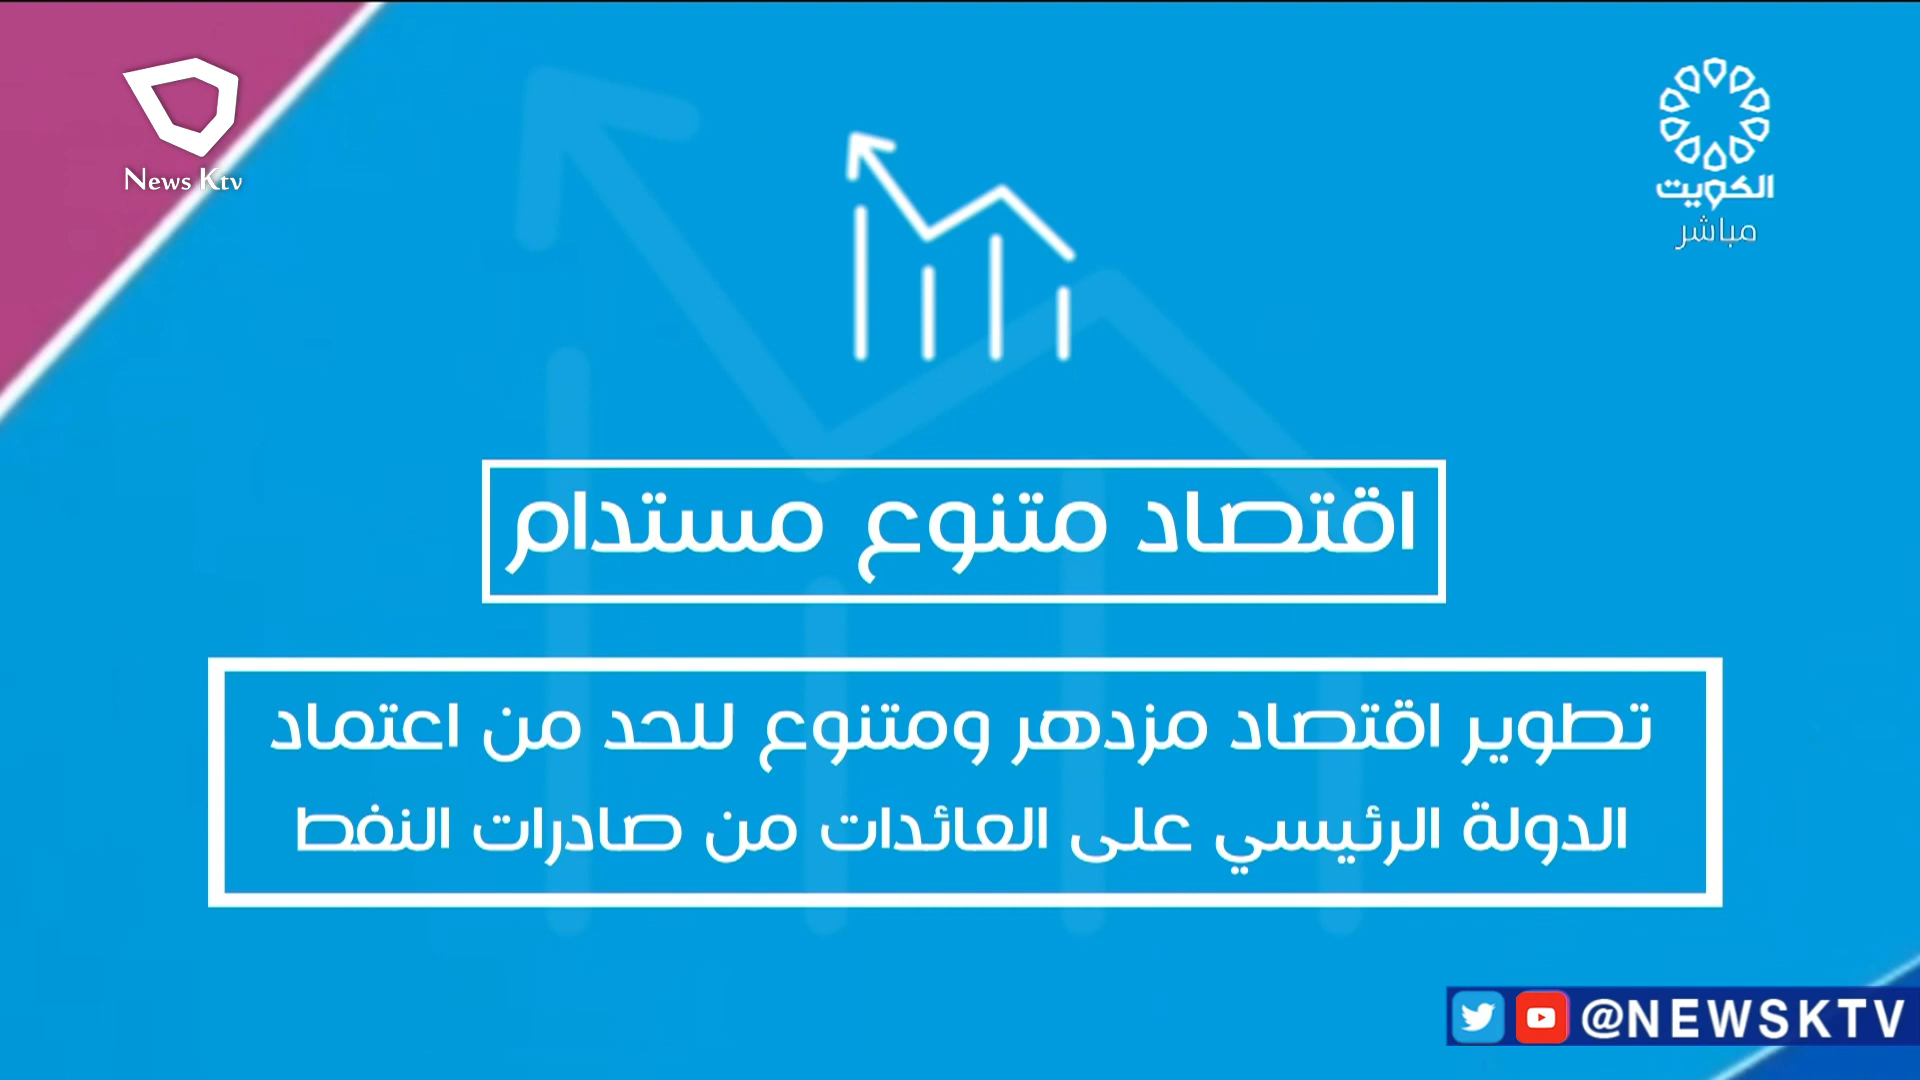 News Ktv
الكويت
مباشر
اقتصاد متنوع مستدام
تطوير اقتصاد مزدهر ومتنوع للحد من اعتماد
الدولة الرئيسي على العائدات من صادرات النفط
@NEWSKTV